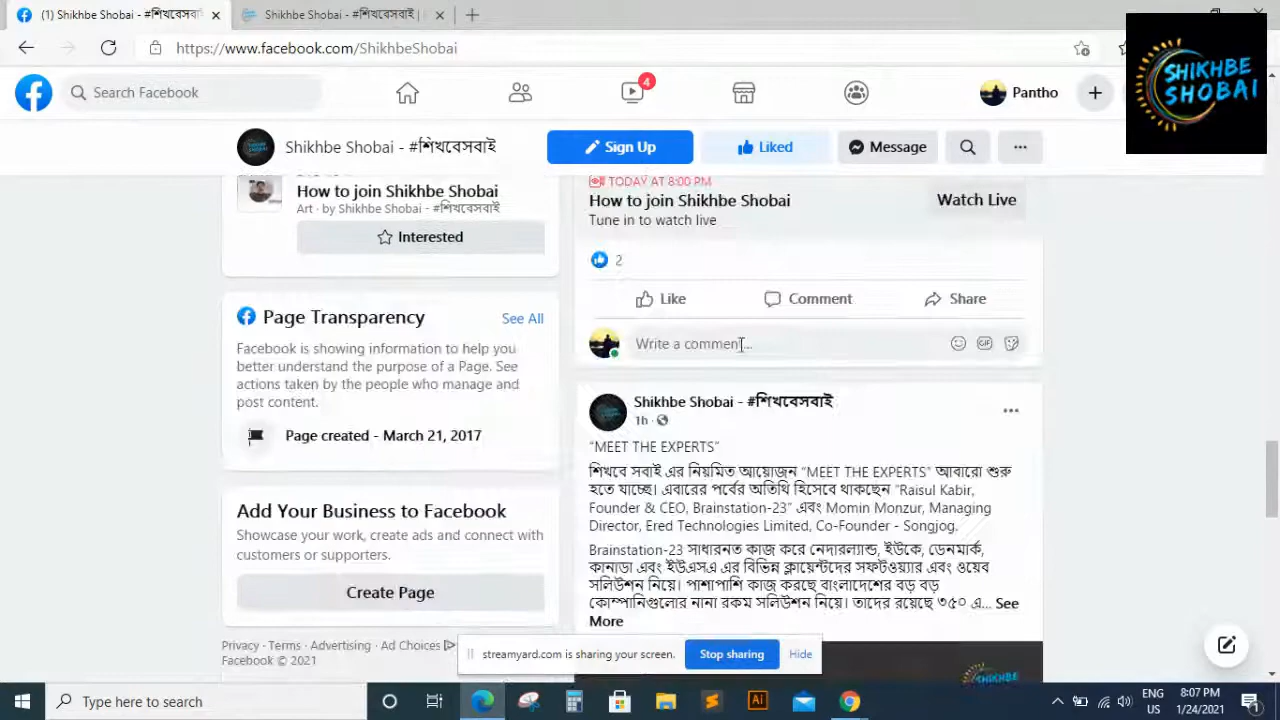 (1) Shikhbe Shobai - #শিখবেসবাই
Shikhbe Shobai - #শিখবেসবাই |
https://www.facebook.com/ShikhbeShobai
SHIKHBE
SHOBAI
Search Facebook
4
Pantho
Shikhbe Shobai - #শিখবেসবাই
Sign Up
Liked
Message
How to join Shikhbe Shobai
Art · by Shikhbe Shobai - #শিখবেসবাই
Interested
Page Transparency
See All
Facebook is showing information to help you
better understand the purpose of a Page. See
actions taken by the people who manage and
post content.
Page created - March 21, 2017
Add Your Business to Facebook
Showcase your work, create ads and connect with
customers or supporters.
Create Page
Privacy · Terms · Advertising · Ad Choices
Facebook © 2021
TODAY AT 8:00 PM
How to join Shikhbe Shobai
Tune in to watch live
Watch Live
2
Like
Comment
Share
Write a comment...
GIF
Shikhbe Shobai - #শিখবেসবাই
1h
“MEET THE EXPERTS”
শিখবে সবাই এর নিয়মিত আয়োজন “MEET THE EXPERTS” আবারো শুরু
হতে যাচ্ছে। এবারের পর্বের অতিথি হিসেবে থাকছেন “Raisul Kabir,
Founder & CEO, Brainstation-23” এবং Momin Monzur, Managing
Director, Ered Technologies Limited, Co-Founder - Songjog.
Brainstation-23 সাধারনত কাজ করে নেদারল্যান্ড, ইউকে, ডেনমার্ক,
কানাডা এবং ইউএসএ এর বিভিন্ন ক্লায়েন্টদের সফটওয়্যার এবং ওয়েব
সলিউশন নিয়ে। পাশাপাশি কাজ করছে বাংলাদেশের বড় বড়
কোম্পানিগুলোর নানা রকম সলিউশন নিয়ে। তাদের রয়েছে ৩৫০ এ... See
More
SHIKHBE
streamyard.com is sharing your screen.
Stop sharing
Hide
Type here to search
Ai
ENG
US
8:07 PM
1/24/2021
1